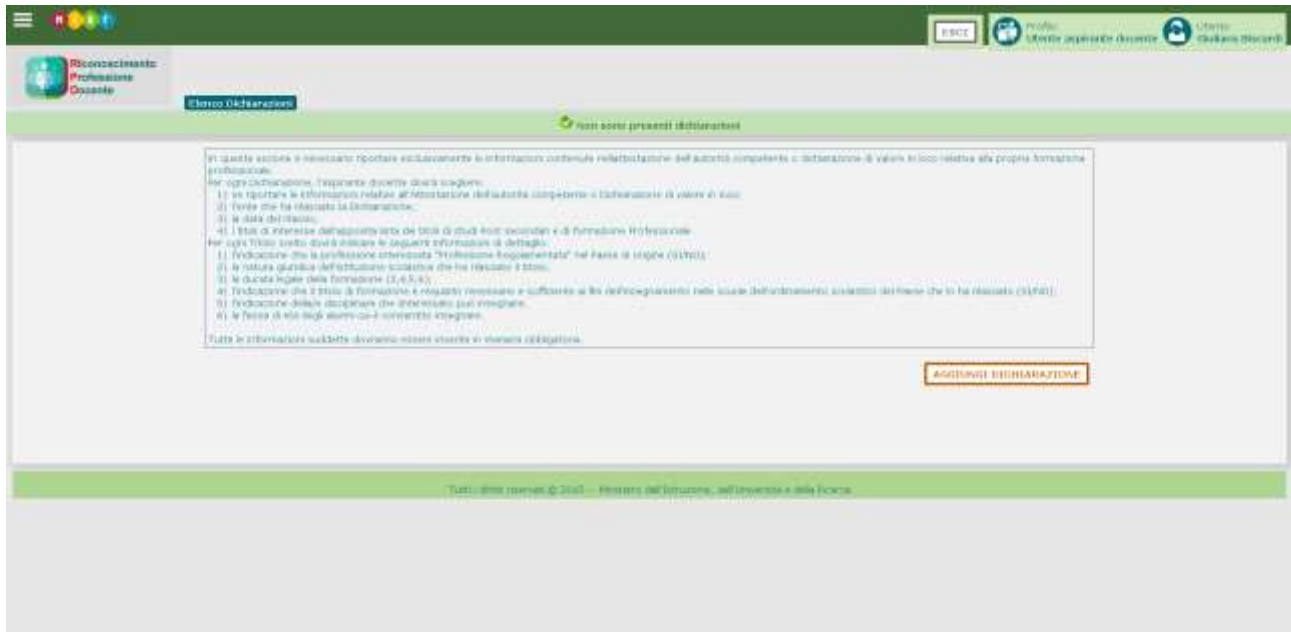 MIUR
ESCI
Profilo:
Utente aspirante docente
Utente:
Riconoscimento
Professione
Docente
Elenco Dichiarazioni
Non sono presenti dichiarazioni
In questa sezione è necessario riportare esclusivamente le informazioni contenute nell'attestazione dell'autorità competente o dichiarazione di valore in loco relativa alla propria formazione
professionale.
Per ogni Dichiarazione, l'aspirante docente dovrà scegliere:
1) se riportare le informazioni relative all'Attestazione dell'autorità competente o Dichiarazione di valore in loco;
2) l'ente che ha rilasciato la Dichiarazione;
3) la data del rilascio;
4) i titoli di interesse dall'apposita lista dei titoli di studi Post secondari e di Formazione Professionale.
Per ogni Titolo scelto dovrà indicare le seguenti informazioni di dettaglio:
1) l'indicazione che la professione interessata "Professione Regolamentata" nel Paese di origine (SI/NO);
2) la natura giuridica dell'istituzione scolastica che ha rilasciato il titolo;
3) la durata legale della formazione
4) l'indicazione che il titolo di formazione è requisito necessario e sufficiente ai fini dell'insegnamento nelle scuole dell'ordinamento scolastico del Paese che lo ha rilasciato (SI/NO);
5) l'indicazione della/e disciplina/e che interessato può insegnare;
6) la fascia di età degli alunni cui è consentito insegnare.
Tutte le informazioni suddette dovranno essere inserite in maniera obbligatoria.
AGGIUNGI DICHIARAZIONE
Tutti i diritti riservati © - Ministero dell'Istruzione, dell'Università e della Ricerca